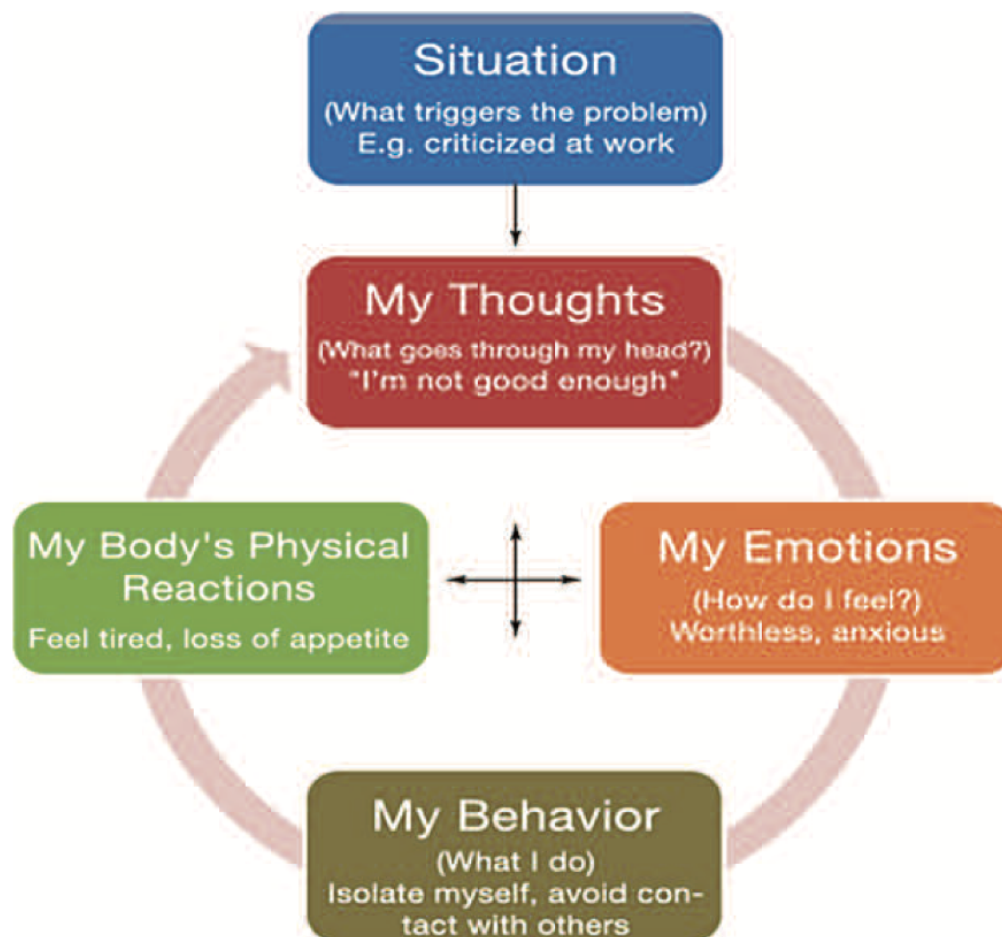 Situation
(What triggers the problem)
E.g. criticized at work
My Thoughts
(What goes through my head?)
"I'm not good enough"
My Body's Physical
Reactions
Feel tired, loss of appetite
My Emotions
(How do I feel?)
Worthless, anxious
My Behavior
(What I do)
Isolate myself, avoid con-
tact with others